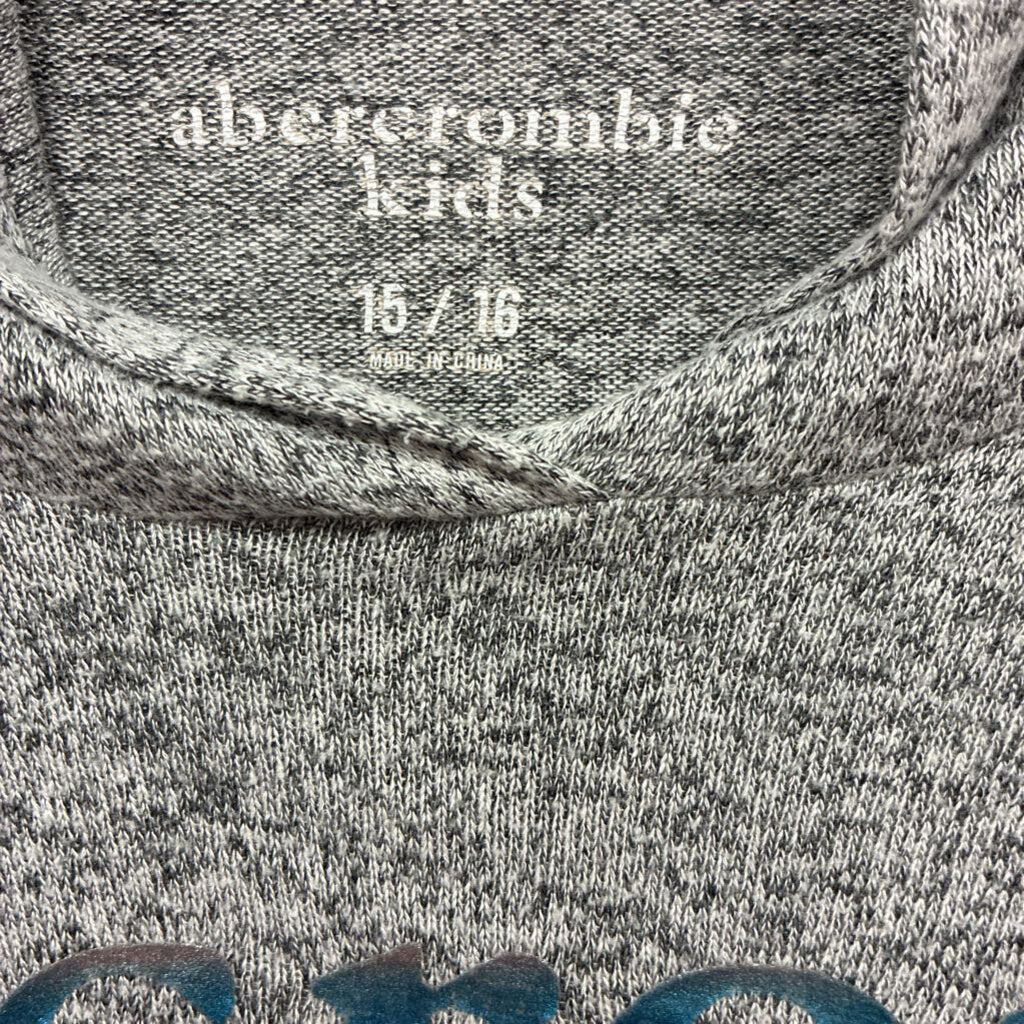 abercrombie
kids
15 / 16
MADE IN CHINA